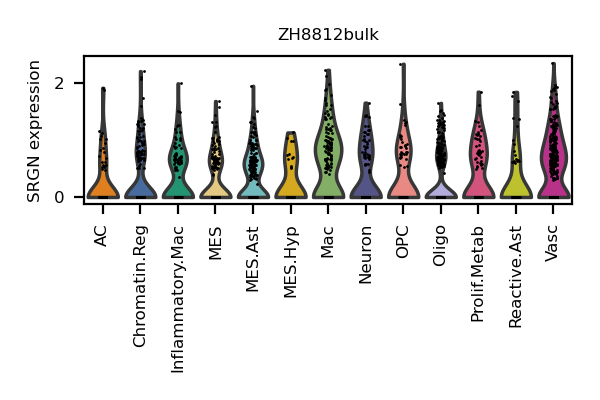 ZH8812bulk
SRGN expression
2
0
AC
Chromatin.Reg
Inflammatory.Mac
MES
MES.Ast
MES.Hyp
Mac
Neuron
OPC
Oligo
Prolif.Metab
Reactive.Ast
Vasc